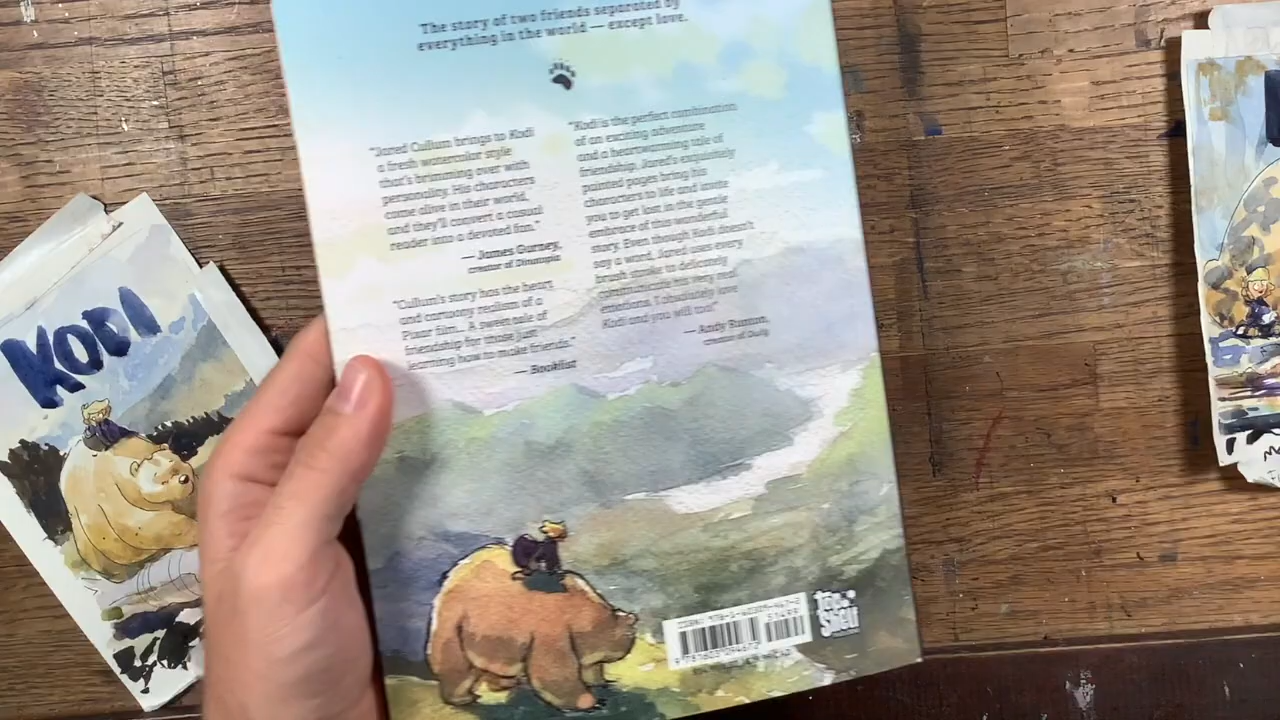 The story of two friends separated by
everything in the world — except love.
"Jared Cullum brings to Kodi
a fresh watercolor style
that's brimming over with
personality. His characters
come alive in their world,
and they'll convert a casual
reader into a devoted fan."
— James Gurney,
creator of Dinotopia
"Cullum's story has the heart
and company realism of a
Pixar film... A sweet tale of
friendship for those just
learning how to make friends."
— Booklist
"Kodi is the perfect combination
of an exciting adventure
and a heartwarming tale of
friendship. Jared's exquisitely
painted pages bring his
characters to life and invite
you to get lost in the gentle
embrace of this wonderful
story. Even though Kodi doesn't
say a word, Jared uses every
brush stroke to
emotions. I absolutely love
Kodi and you will too!"
— Andy Runton,
creator of Owly
KODI
Top
Shelf